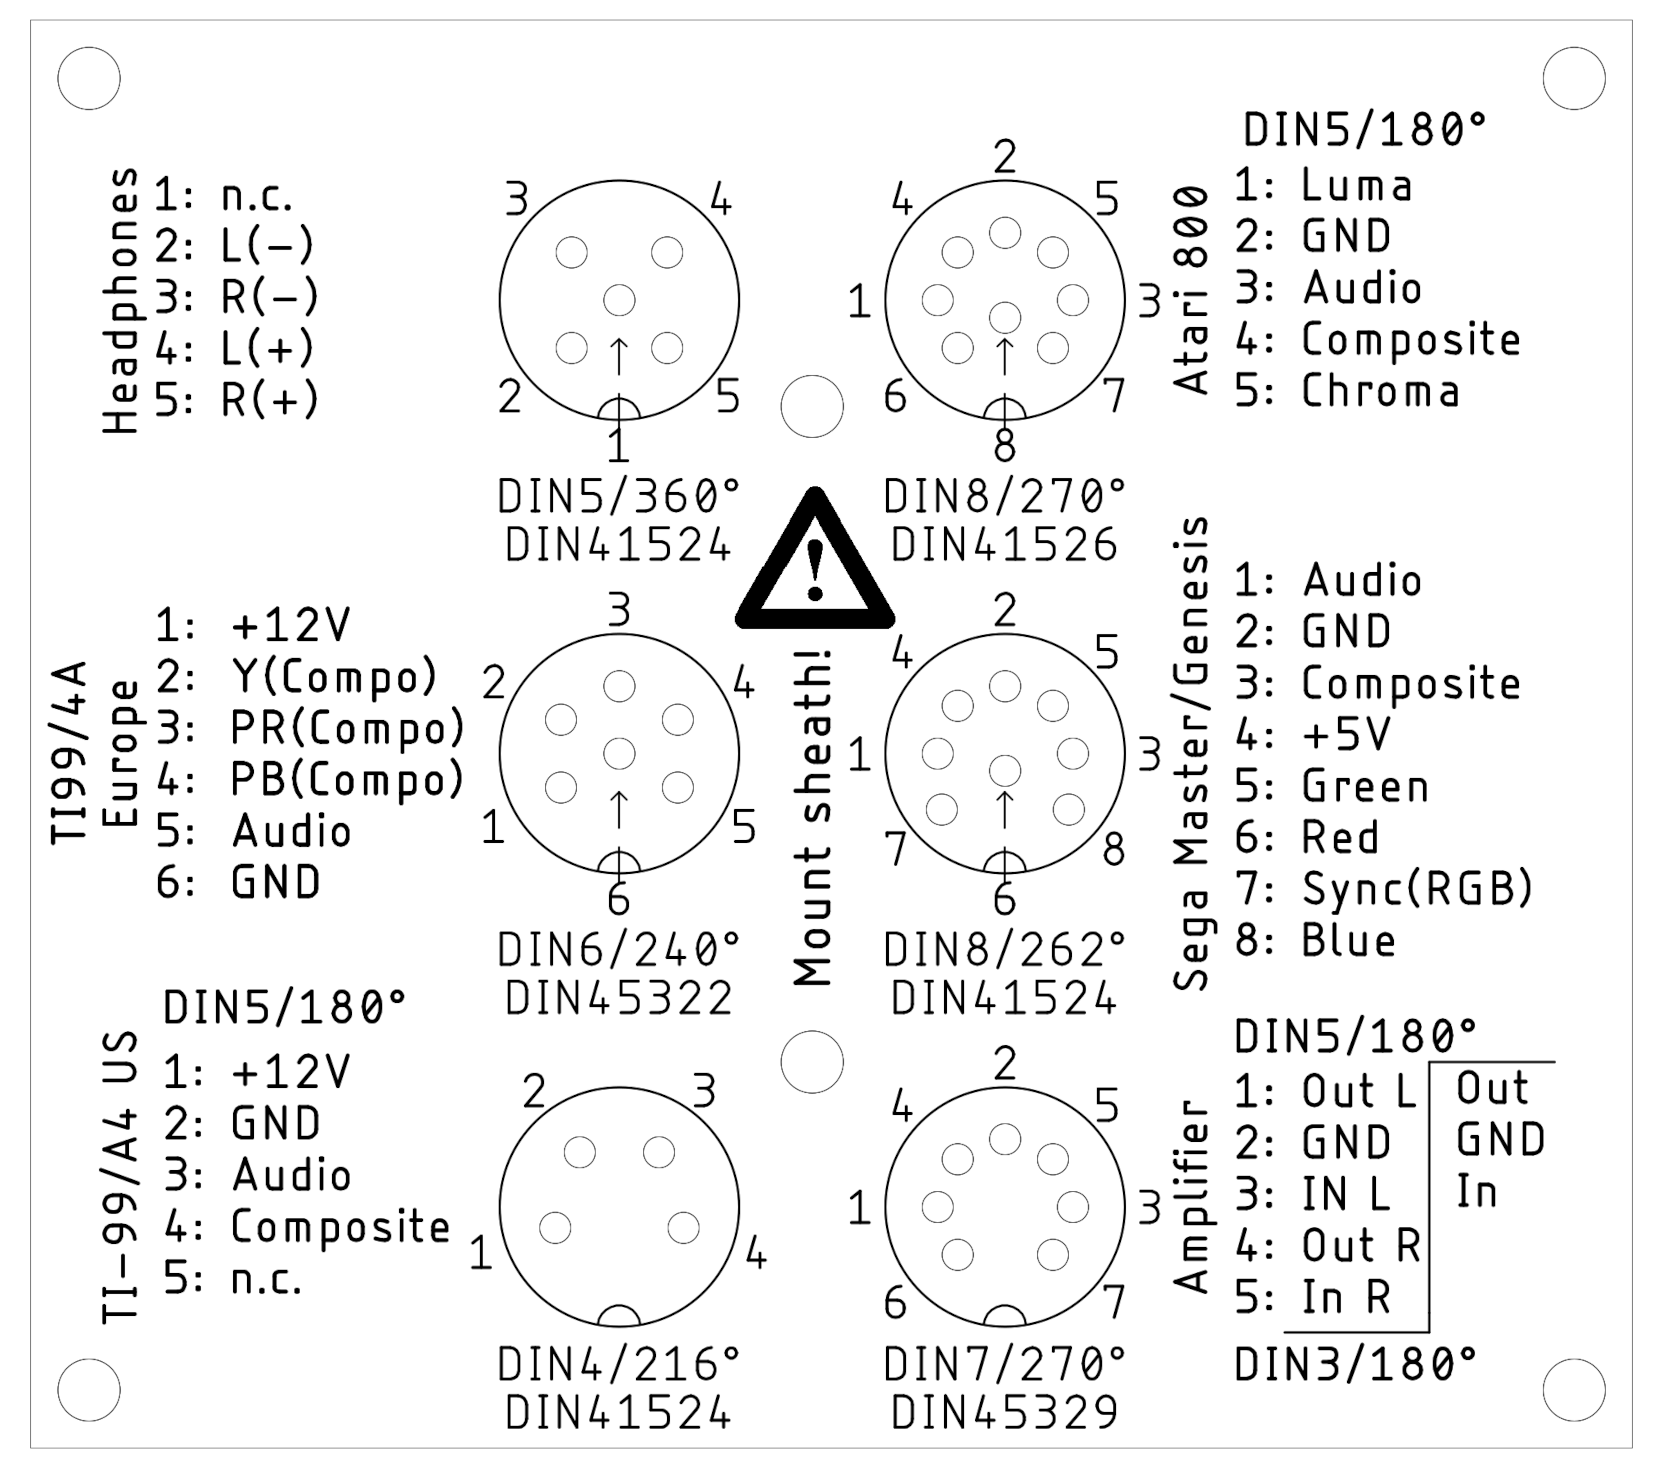 Headphones
1: n.c.
2: L(-)
3: R(-)
4: L(+)
5: R(+)
3 4
2 5
1
DIN5/360°
DIN41524
2
4 5
1 3
6 7
8
DIN8/270°
DIN41526
DIN5/180°
Atari 800
1: Luma
2: GND
3: Audio
4: Composite
5: Chroma
TI99/4A
Europe
1: +12V
2: Y(Compo)
3: PR(Compo)
4: PB(Compo)
5: Audio
6: GND
3
2 4
1 5
6
DIN6/240°
DIN45322
!
Mount sheath!
2
4 5
1 3
7 8
6
DIN8/262°
DIN41524
Sega Master/Genesis
1: Audio
2: GND
3: Composite
4: +5V
5: Green
6: Red
7: Sync(RGB)
8: Blue
DIN5/180°
TI-99/A4 US
1: +12V
2: GND
3: Audio
4: Composite
5: n.c.
2 3
1 4
DIN4/216°
DIN41524
2
4 5
1 3
6 7
DIN7/270°
DIN45329
DIN5/180°
Amplifier
1: Out L Out
2: GND GND
3: IN L In
4: Out R
5: In R
DIN3/180°